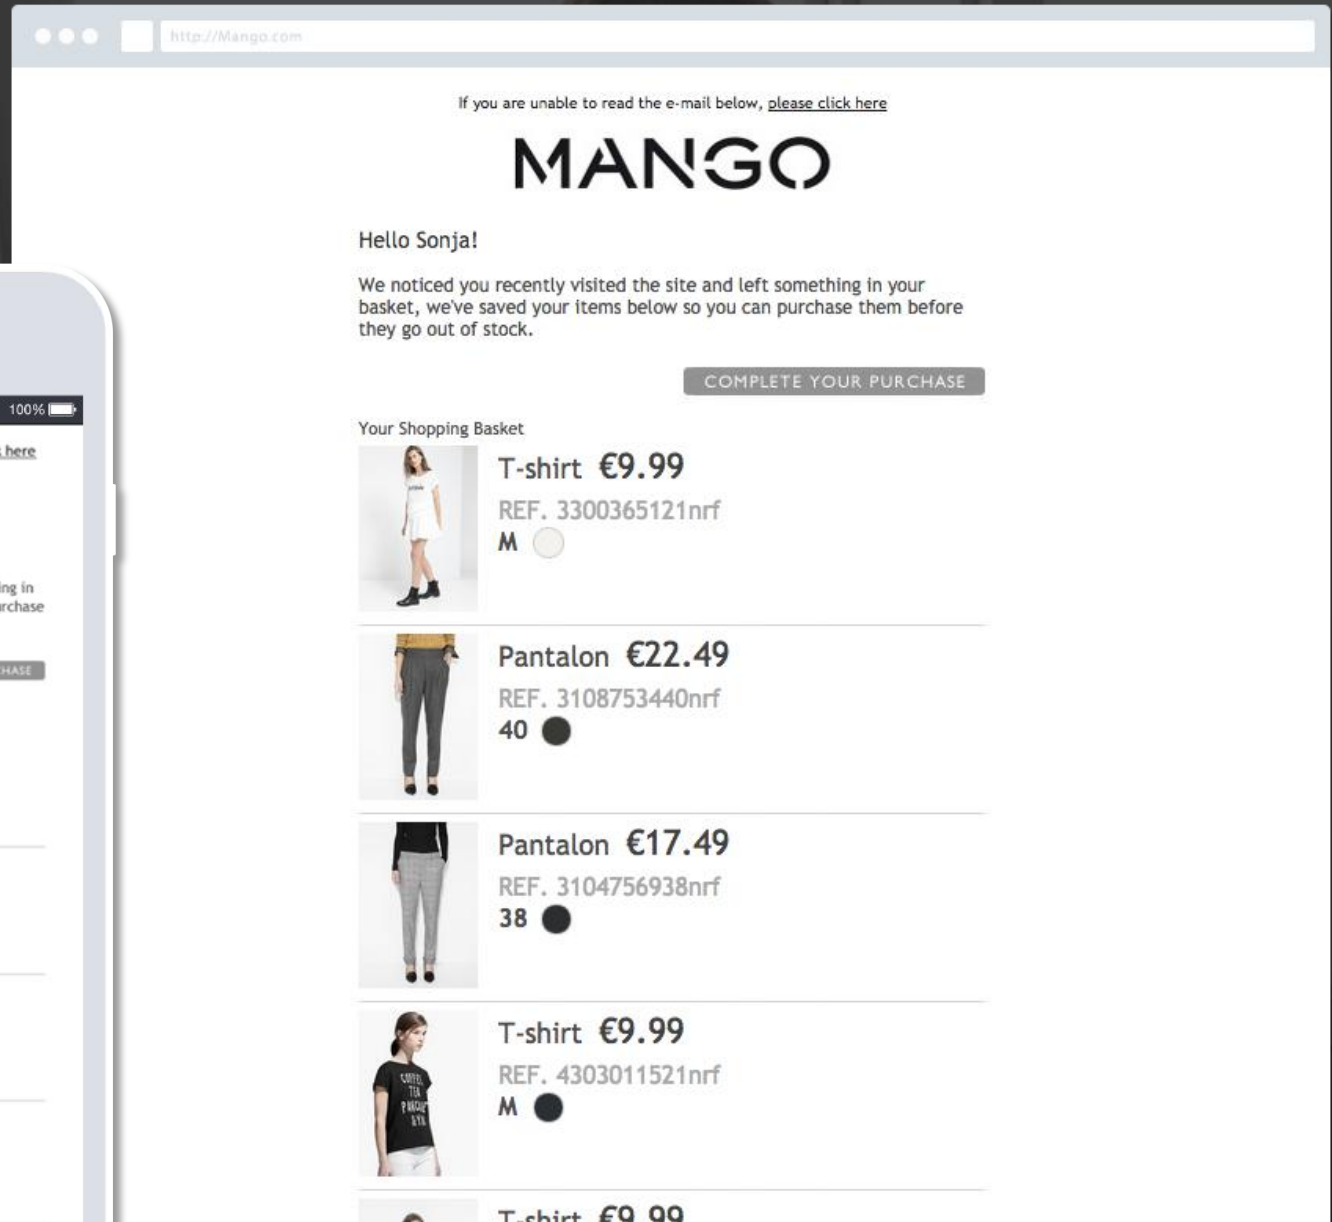 http://Mango.com
If you are unable to read the e-mail below, please click here
MANGO
Hello Sonja!
We noticed you recently visited the site and left something in your
basket, we've saved your items below so you can purchase them before
they go out of stock.
COMPLETE YOUR PURCHASE
Your Shopping Basket
T-shirt €9.99
REF. 3300365121nrf
M
Pantalon €22.49
REF. 3108753440nrf
40
Pantalon €17.49
REF. 3104756938nrf
38
T-shirt €9.99
REF. 4303011521nrf
M
COFFEE
TEA
T-shirt €9.99
100%
here
ing in
rchase
HASE